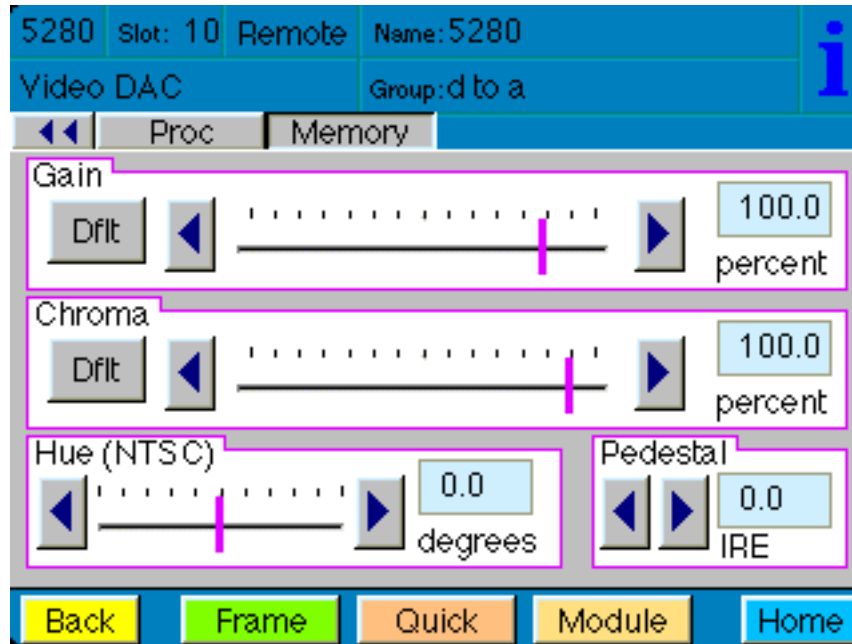 5280 Slot: 10 Remote Name: 5280
Video DAC Group: d to a
i
Proc Memory
Gain
Dflt 100.0
percent
Chroma
Dflt 100.0
percent
Hue (NTSC) Pedestal
0.0 0.0
degrees IRE
Back Frame Quick Module Home